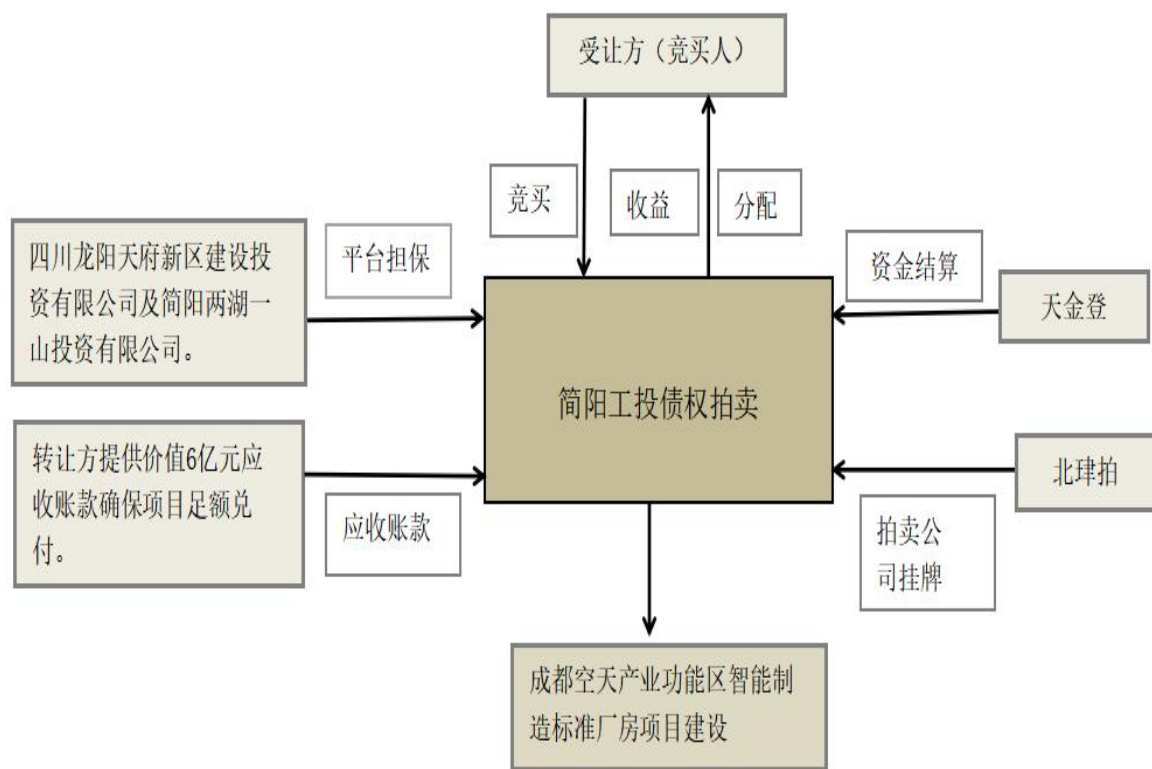 受让方（竞买人）
竞买
收益
分配
四川龙阳天府新区建设投
资有限公司及简阳两湖一
山投资有限公司。
平台担保
资金结算
天金登
简阳工投债权拍卖
转让方提供价值6亿元应
收账款确保项目足额兑
付。
应收账款
北肂拍
拍卖公
司挂牌
成都空天产业功能区智能制
造标准厂房项目建设